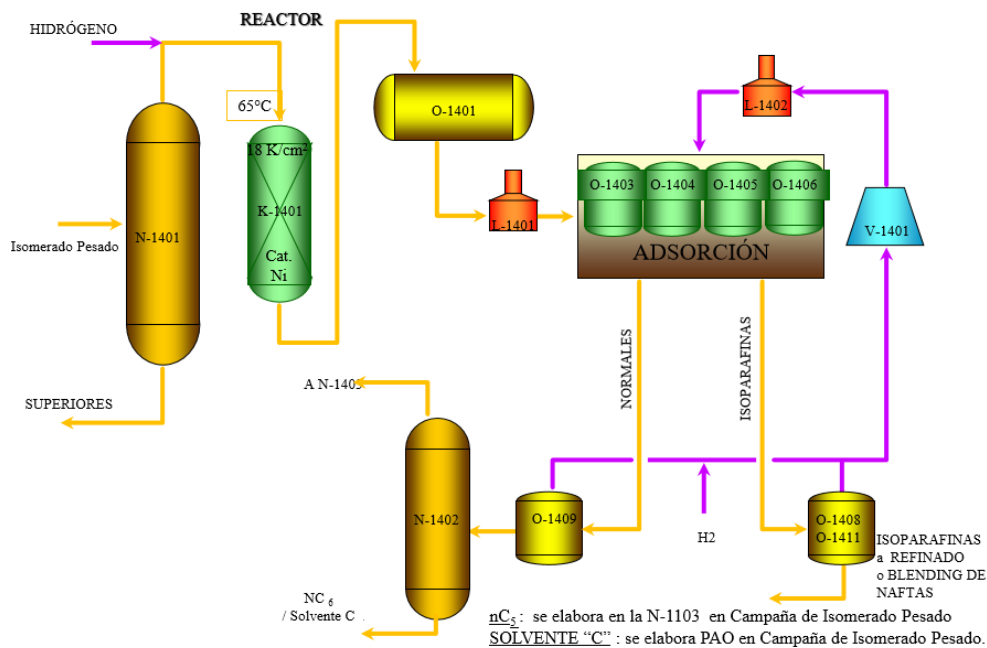 HIDRÓGENO
REACTOR
65°C
O-1401
L-1402
18 K/cm²
K-1401
Cat.
Ni
N-1401
Isomerado Pesado
L-1401
O-1403
O-1404
O-1405
O-1406
ADSORCIÓN
V-1401
SUPERIORES
NORMALES
ISOPARAFINAS
A N-1403
N-1402
O-1409
H2
O-1408
O-1411
ISOPARAFINAS
a REFINADO
o BLENDING DE
NAFTAS
NC 6
/ Solvente C .
nC5 : se elabora en la N-1103 en Campaña de Isomerado Pesado
SOLVENTE “C” : se elabora PAO en Campaña de Isomerado Pesado.